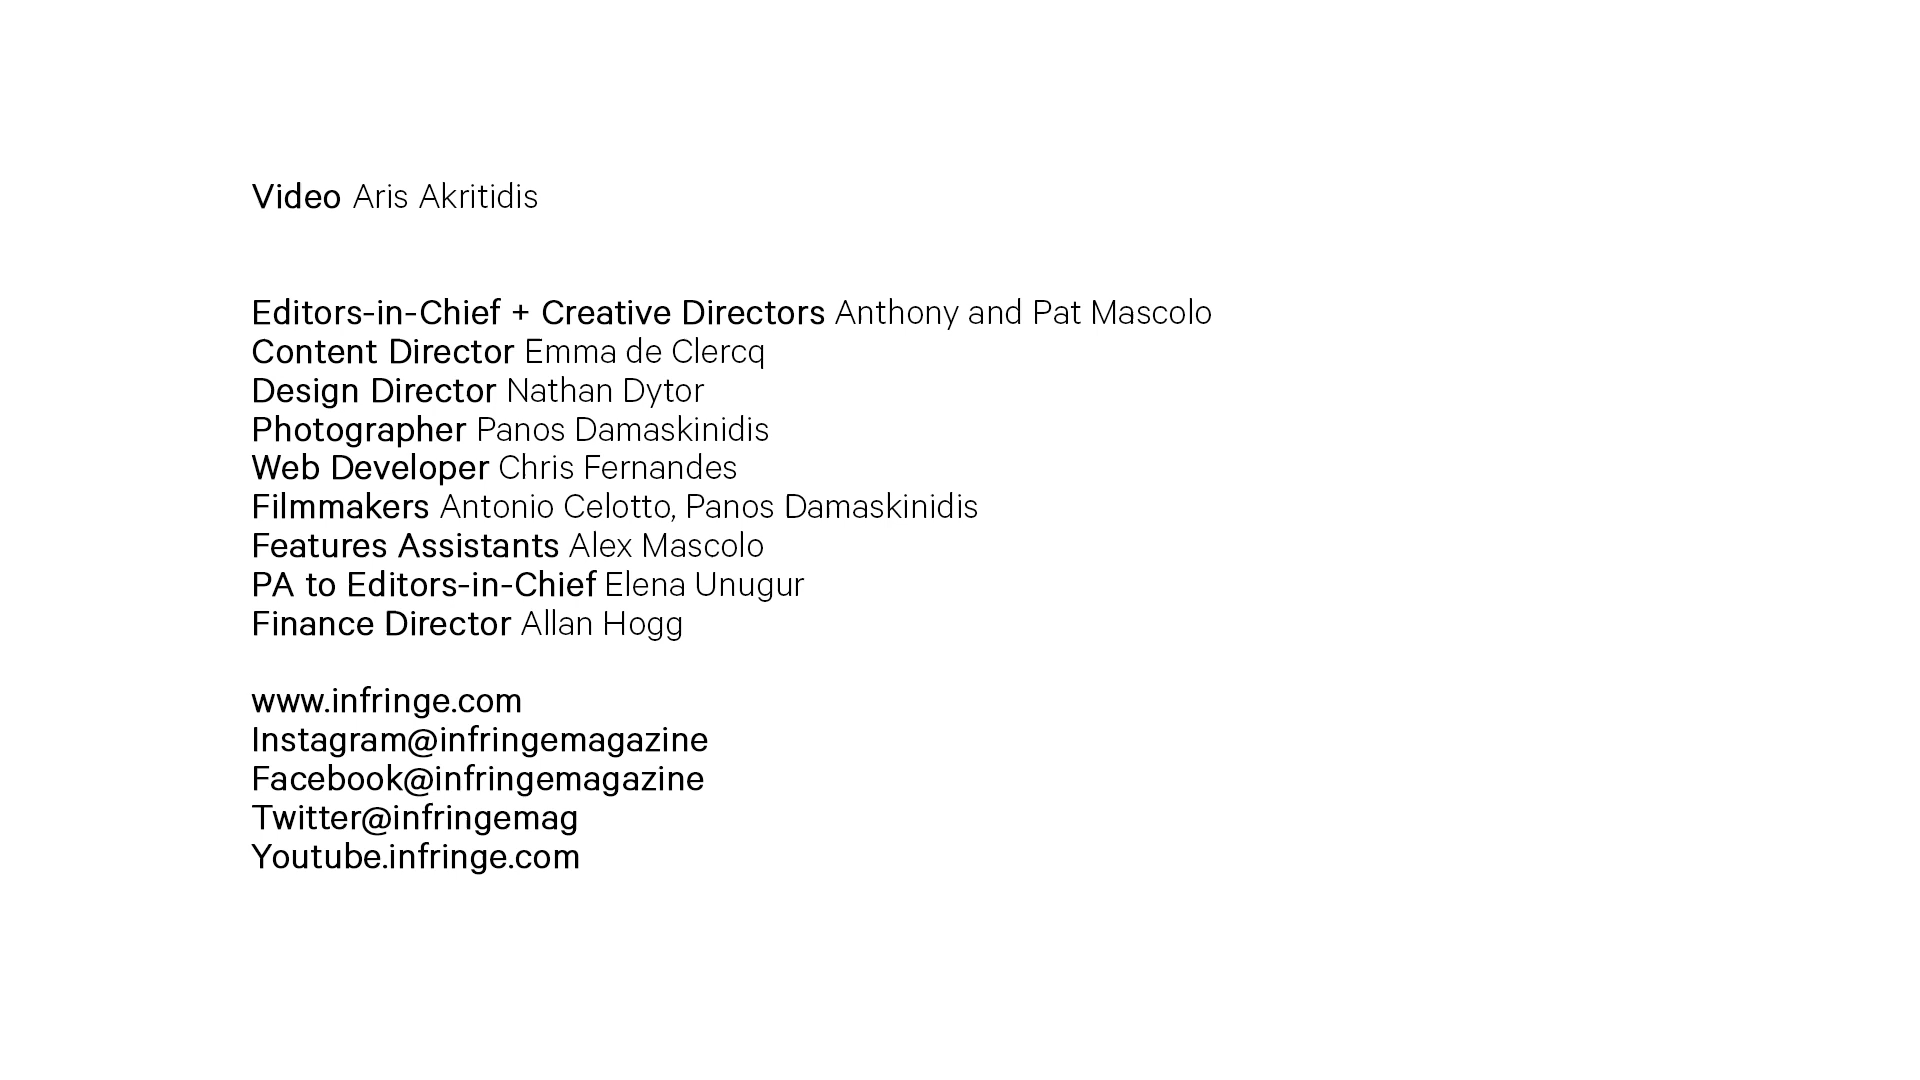 Video Aris Akritidis
Editors-in-Chief + Creative Directors Anthony and Pat Mascolo
Content Director Emma de Clercq
Design Director Nathan Dytor
Photographer Panos Damaskinidis
Web Developer Chris Fernandes
Filmmakers Antonio Celotto, Panos Damaskinidis
Features Assistants Alex Mascolo
PA to Editors-in-Chief Elena Unugur
Finance Director Allan Hogg
www.infringe.com
Instagram@infringemagazine
Facebook@infringemagazine
Twitter@infringemag
Youtube.infringe.com